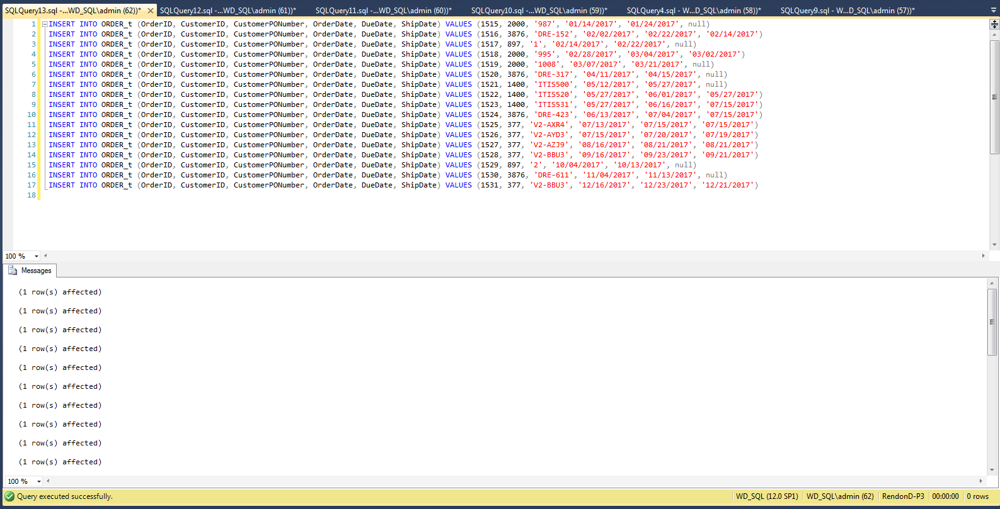 SQLQuery13.sql -...WD_SQL\admin (62))* SQLQuery12.sql -...WD_SQL\admin (61))* SQLQuery11.sql -...WD_SQL\admin (60))* SQLQuery10.sql -...WD_SQL\admin (59))* SQLQuery4.sql - W...D_SQL\admin (58))* SQLQuery9.sql - W...D_SQL\admin (57))*
1 INSERT INTO ORDER_t (OrderID, CustomerID, CustomerPONumber, OrderDate, DueDate, ShipDate) VALUES (1515, 2000, '987', '01/14/2017', '01/24/2017', null)
2 INSERT INTO ORDER_t (OrderID, CustomerID, CustomerPONumber, OrderDate, DueDate, ShipDate) VALUES (1516, 3876, 'DRE-152', '02/02/2017', '02/22/2017', '02/14/2017')
3 INSERT INTO ORDER_t (OrderID, CustomerID, CustomerPONumber, OrderDate, DueDate, ShipDate) VALUES (1517, 897, '1', '02/14/2017', '02/22/2017', null)
4 INSERT INTO ORDER_t (OrderID, CustomerID, CustomerPONumber, OrderDate, DueDate, ShipDate) VALUES (1518, 2000, '995', '02/28/2017', '03/04/2017', '03/02/2017')
5 INSERT INTO ORDER_t (OrderID, CustomerID, CustomerPONumber, OrderDate, DueDate, ShipDate) VALUES (1519, 2000, '1008', '03/07/2017', '03/21/2017', null)
6 INSERT INTO ORDER_t (OrderID, CustomerID, CustomerPONumber, OrderDate, DueDate, ShipDate) VALUES (1520, 3876, 'DRE-317', '04/11/2017', '04/15/2017', null)
7 INSERT INTO ORDER_t (OrderID, CustomerID, CustomerPONumber, OrderDate, DueDate, ShipDate) VALUES (1521, 1400, 'ITIS500', '05/12/2017', '05/27/2017', null)
8 INSERT INTO ORDER_t (OrderID, CustomerID, CustomerPONumber, OrderDate, DueDate, ShipDate) VALUES (1522, 1400, 'ITIS520', '05/27/2017', '06/01/2017', '05/27/2017')
9 INSERT INTO ORDER_t (OrderID, CustomerID, CustomerPONumber, OrderDate, DueDate, ShipDate) VALUES (1523, 1400, 'ITIS531', '05/27/2017', '06/16/2017', '07/15/2017')
10 INSERT INTO ORDER_t (OrderID, CustomerID, CustomerPONumber, OrderDate, DueDate, ShipDate) VALUES (1524, 3876, 'DRE-423', '06/13/2017', '07/04/2017', '07/15/2017')
11 INSERT INTO ORDER_t (OrderID, CustomerID, CustomerPONumber, OrderDate, DueDate, ShipDate) VALUES (1525, 377, 'V2-AXR4', '07/13/2017', '07/15/2017', '07/15/2017')
12 INSERT INTO ORDER_t (OrderID, CustomerID, CustomerPONumber, OrderDate, DueDate, ShipDate) VALUES (1526, 377, 'V2-AYD3', '07/15/2017', '07/20/2017', '07/19/2017')
13 INSERT INTO ORDER_t (OrderID, CustomerID, CustomerPONumber, OrderDate, DueDate, ShipDate) VALUES (1527, 377, 'V2-AZJ9', '08/16/2017', '08/21/2017', '08/21/2017')
14 INSERT INTO ORDER_t (OrderID, CustomerID, CustomerPONumber, OrderDate, DueDate, ShipDate) VALUES (1528, 377, 'V2-BBU3', '09/16/2017', '09/23/2017', '09/21/2017')
15 INSERT INTO ORDER_t (OrderID, CustomerID, CustomerPONumber, OrderDate, DueDate, ShipDate) VALUES (1529, 897, '2', '10/04/2017', '10/13/2017', null)
16 INSERT INTO ORDER_t (OrderID, CustomerID, CustomerPONumber, OrderDate, DueDate, ShipDate) VALUES (1530, 3876, 'DRE-611', '11/04/2017', '11/13/2017', null)
17 INSERT INTO ORDER_t (OrderID, CustomerID, CustomerPONumber, OrderDate, DueDate, ShipDate) VALUES (1531, 377, 'V2-BBU3', '12/16/2017', '12/23/2017', '12/21/2017')
18
100 %
Messages
(1 row(s) affected)
(1 row(s) affected)
(1 row(s) affected)
(1 row(s) affected)
(1 row(s) affected)
(1 row(s) affected)
(1 row(s) affected)
(1 row(s) affected)
(1 row(s) affected)
(1 row(s) affected)
100 %
Query executed successfully. WD_SQL (12.0 SP1) WD_SQL\admin (62) RendonD-P3 00:00:00 0 rows